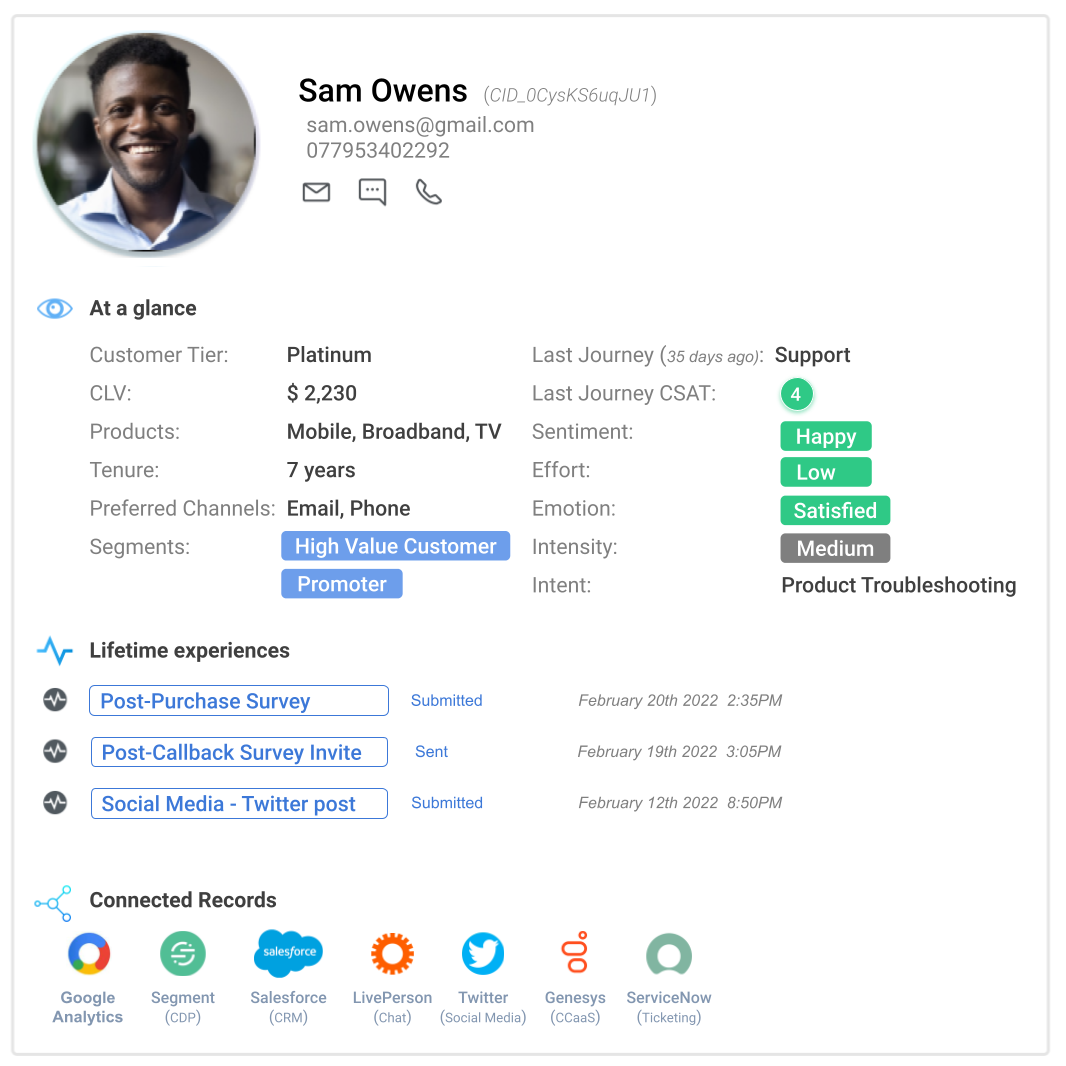 Sam Owens (CID_0CysKS6uqJU1)
sam.owens@gmail.com
077953402292
At a glance
Customer Tier: Platinum
CLV: $ 2,230
Products: Mobile, Broadband, TV
Tenure: 7 years
Preferred Channels: Email, Phone
Segments: High Value Customer
Promoter
Last Journey (35 days ago): Support
Last Journey CSAT: 4
Sentiment: Happy
Effort: Low
Emotion: Satisfied
Intensity: Medium
Intent: Product Troubleshooting
Lifetime experiences
Post-Purchase Survey Submitted February 20th 2022 2:35PM
Post-Callback Survey Invite Sent February 19th 2022 3:05PM
Social Media - Twitter post Submitted February 12th 2022 8:50PM
Connected Records
salesforce
Google Analytics
Segment (CDP)
Salesforce (CRM)
LivePerson (Chat)
Twitter (Social Media)
Genesys (CCaaS)
ServiceNow (Ticketing)